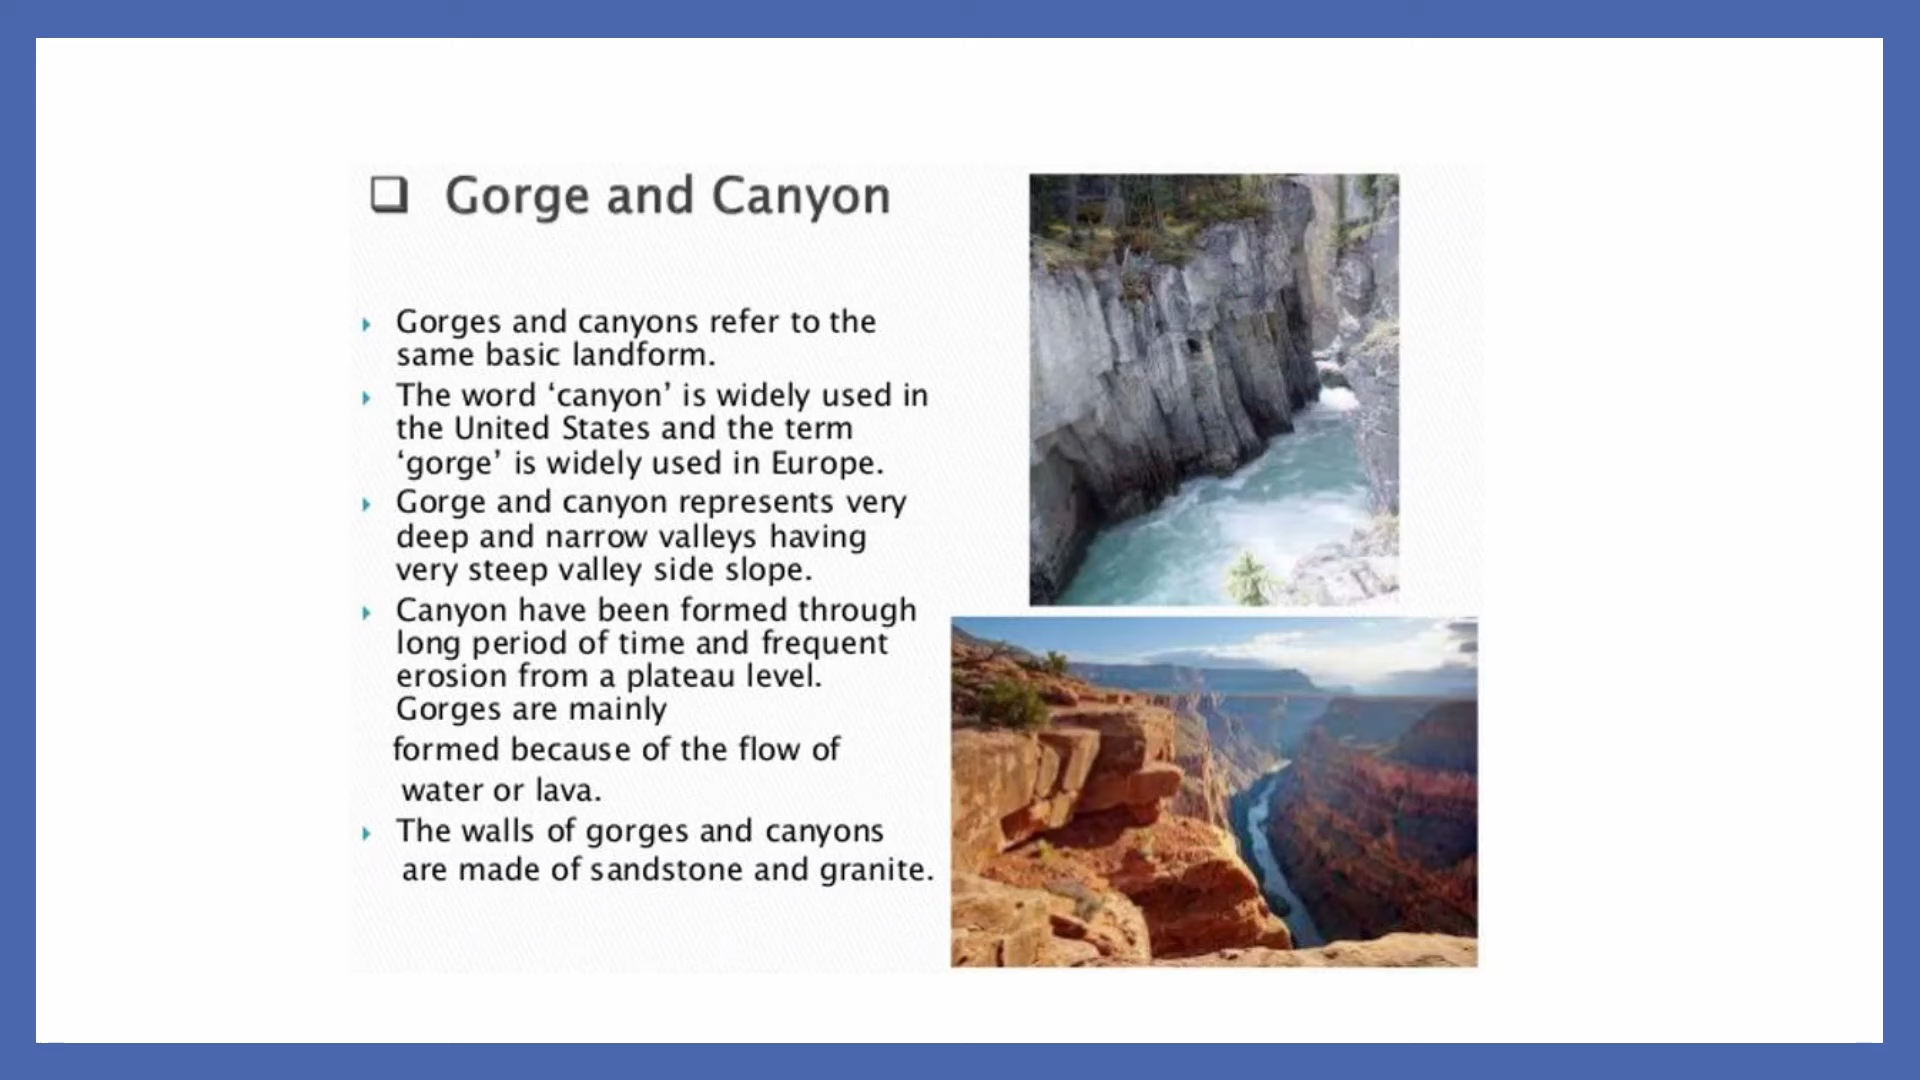 Gorge and Canyon
Gorges and canyons refer to the
same basic landform.
The word ‘canyon’ is widely used in
the United States and the term
‘gorge’ is widely used in Europe.
Gorge and canyon represents very
deep and narrow valleys having
very steep valley side slope.
Canyon have been formed through
long period of time and frequent
erosion from a plateau level.
Gorges are mainly
formed because of the flow of
water or lava.
The walls of gorges and canyons
are made of sandstone and granite.